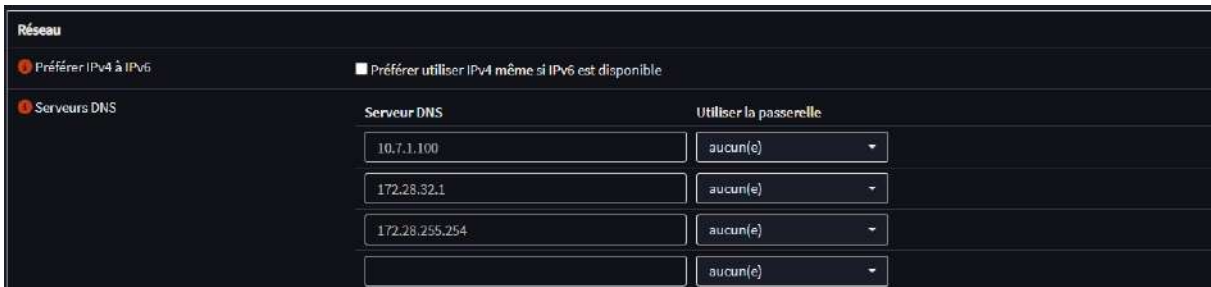 Réseau
Préférer IPv4 à IPv6
Préférer utiliser IPv4 même si IPv6 est disponible
Serveurs DNS
Serveur DNS Utiliser la passerelle
10.7.1.100 aucun(e)
172.28.32.1 aucun(e)
172.28.255.254 aucun(e)
aucun(e)